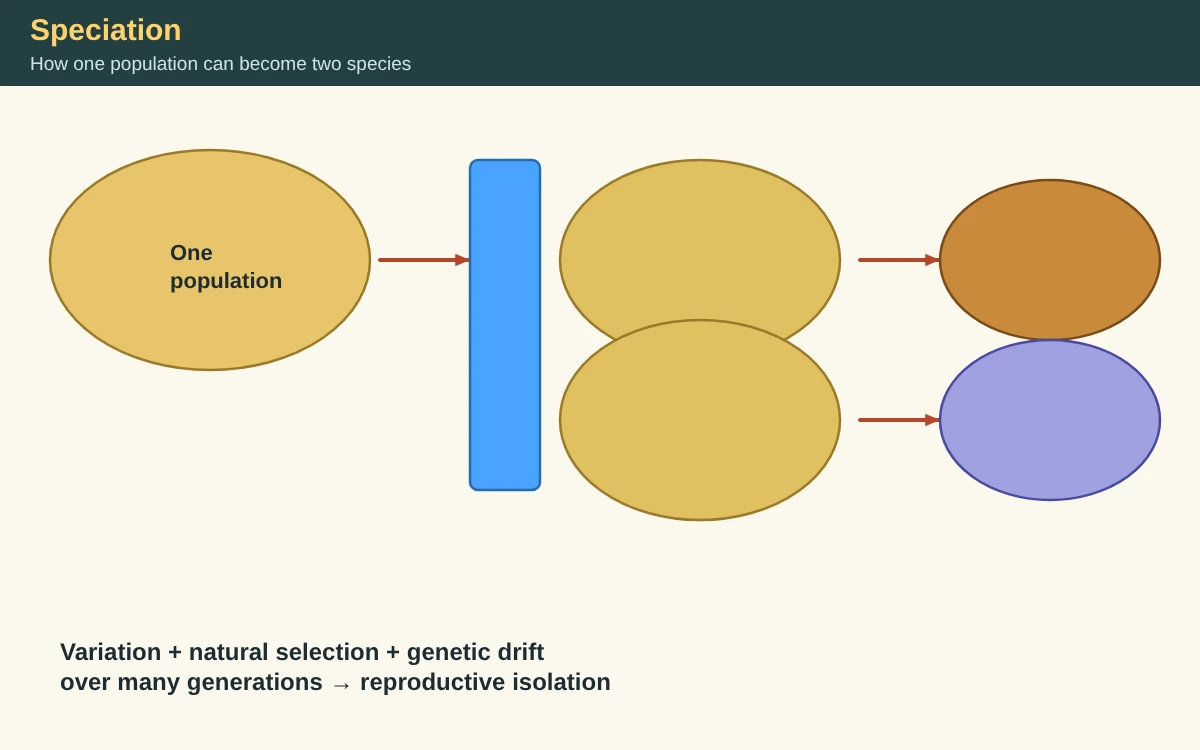 Speciation
How one population can become two species
One
population
Variation + natural selection + genetic drift
over many generations → reproductive isolation